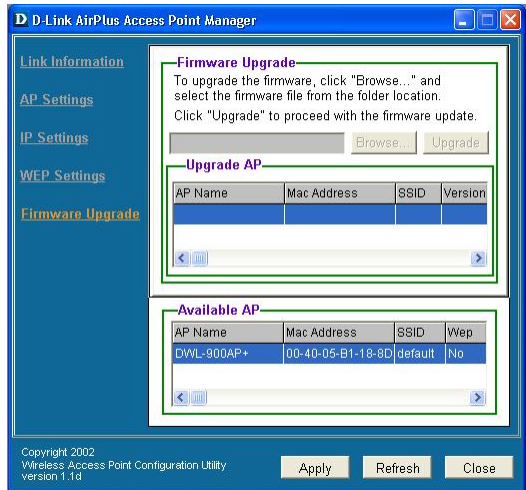 D-Link AirPlus Access Point Manager
Link Information
AP Settings
IP Settings
WEP Settings
Firmware Upgrade
Firmware Upgrade
To upgrade the firmware, click "Browse..." and
select the firmware file from the folder location.
Click "Upgrade" to proceed with the firmware update.
Browse... Upgrade
Upgrade AP
AP Name Mac Address SSID Version
Available AP
AP Name Mac Address SSID Wep
DWL-900AP+ 00-40-05-B1-18-8D default No
Copyright 2002
Wireless Access Point Configuration Utility
version 1.1d
Apply Refresh Close